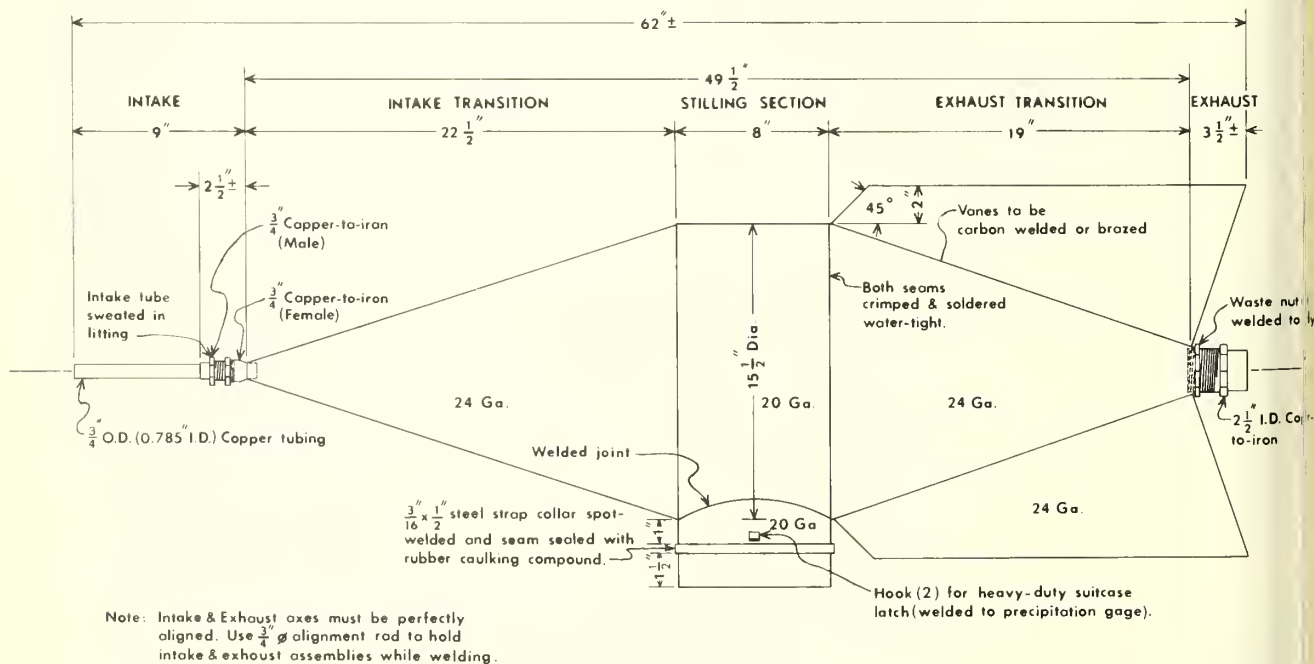 62"±
49 1/2"
INTAKE
INTAKE TRANSITION
STILLING SECTION
EXHAUST TRANSITION
EXHAUST
9"
22 1/2"
8"
19"
3 1/2"±
2 1/2"±
3/4" Copper-to-iron
(Male)
3/4" Copper-to-iron
(Female)
Intake tube
sweated in
litting
45°
2"
Vanes to be
carbon welded or brazed
Both seams
crimped & soldered
water-tight.
15 1/2" Dia.
Waste nut
welded to
24 Ga.
20 Ga.
24 Ga.
3/4" O.D. (0.785" I.D.) Copper tubing
2 1/2" I.D.
to-iron
Welded joint
3/16" x 1/2" steel strap collar spot-
welded and seam sealed with
rubber caulking compound.
1"
1 1/2"
20 Ga
24 Ga.
Hook (2) for heavy-duty suitcase
latch (welded to precipitation gage).
Note: Intake & Exhaust axes must be perfectly
aligned. Use 3/4" ø alignment rod to hold
intake & exhaust assemblies while welding.